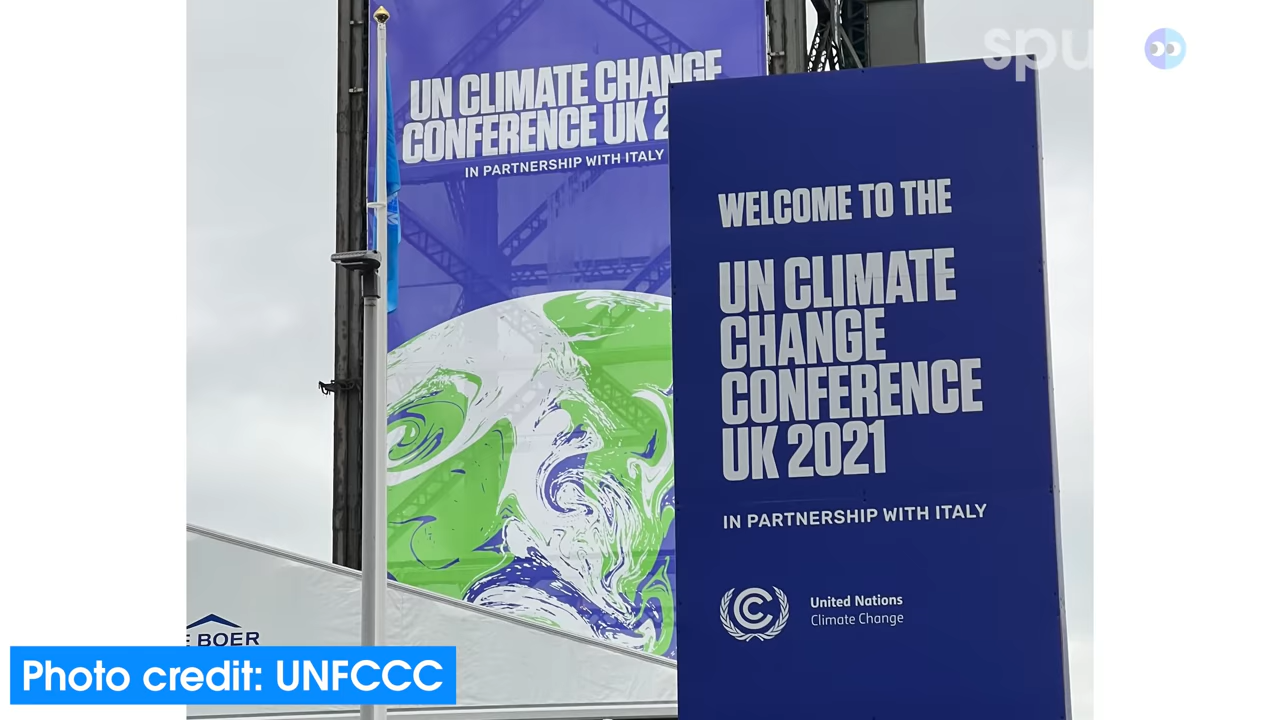 UN CLIMATE CHANGE
CONFERENCE UK 2
IN PARTNERSHIP WITH ITALY
spu
WELCOME TO THE
UN CLIMATE
CHANGE
CONFERENCE
UK 2021
IN PARTNERSHIP WITH ITALY
United Nations
Climate Change
E BOER
Photo credit: UNFCCC